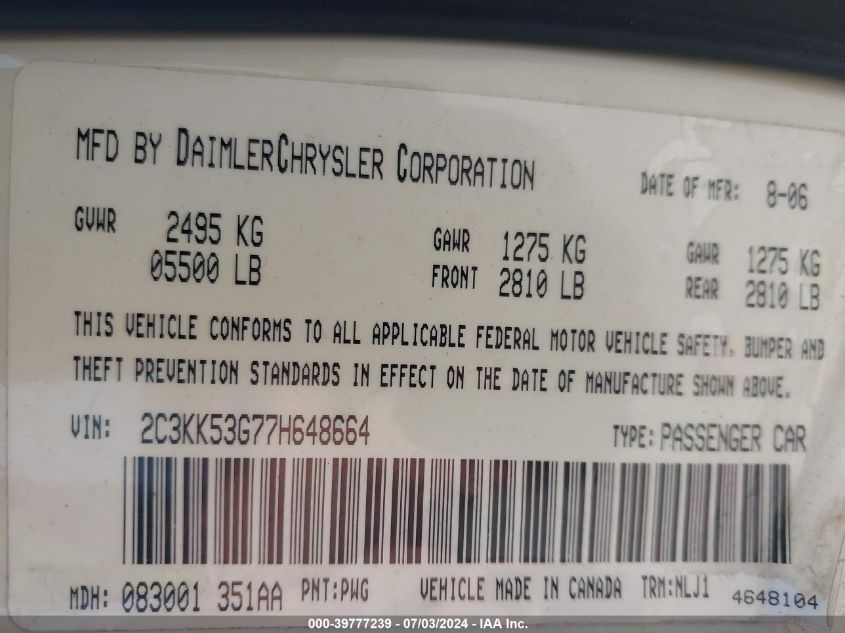 MFD BY DAIMLERCHRYSLER CORPORATION DATE OF MFR: 8-06
GVWR 2495 KG GAWR 1275 KG GAWR 1275 KG
05500 LB FRONT 2810 LB REAR 2810 LB
THIS VEHICLE CONFORMS TO ALL APPLICABLE FEDERAL MOTOR VEHICLE SAFETY, BUMPER AND
THEFT PREVENTION STANDARDS IN EFFECT ON THE DATE OF MANUFACTURE SHOWN ABOVE.
VIN: 2C3KK53G77H648664 TYPE: PASSENGER CAR
MDH: 083001 351AA PNT:PWG VEHICLE MADE IN CANADA TRM:NLJ1 4648104
000-39777239 - 07/03/2024 - IAA Inc.